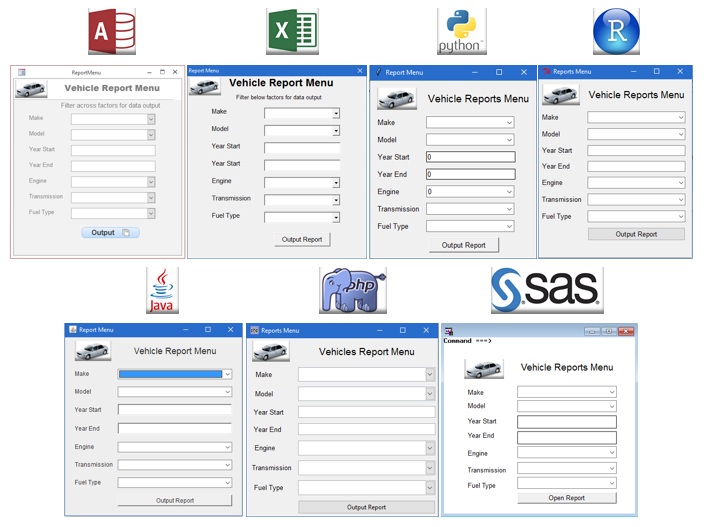 A
X
python™
R
ReportMenu
Vehicle Report Menu
Filter across factors for data output
Make
Model
Year Start
Year End
Engine
Transmission
Fuel Type
Output
Report Menu
Vehicle Report Menu
Filter below factors for data output
Make
Model
Year Start
Year Start
Engine
Transmission
Fuel Type
Output Report
Report Menu
Vehicle Reports Menu
Make
Model
Year Start 0
Year End 0
Engine 0
Transmission
Fuel Type
Output Report
Reports Menu
Vehicle Reports Menu
Make
Model
Year Start
Year End
Engine
Transmission
Fuel Type
Output Report
Java
php
sas
Report Menu
Vehicle Report Menu
Make
Model
Year Start
Year End
Engine
Transmission
Fuel Type
Output Report
Reports Menu
Vehicles Report Menu
Make
Model
Year Start
Year End
Engine
Transmission
Fuel Type
Output Report
Command ===>
Vehicle Reports Menu
Make
Model
Year Start
Year End
Engine
Transmission
Fuel Type
Open Report